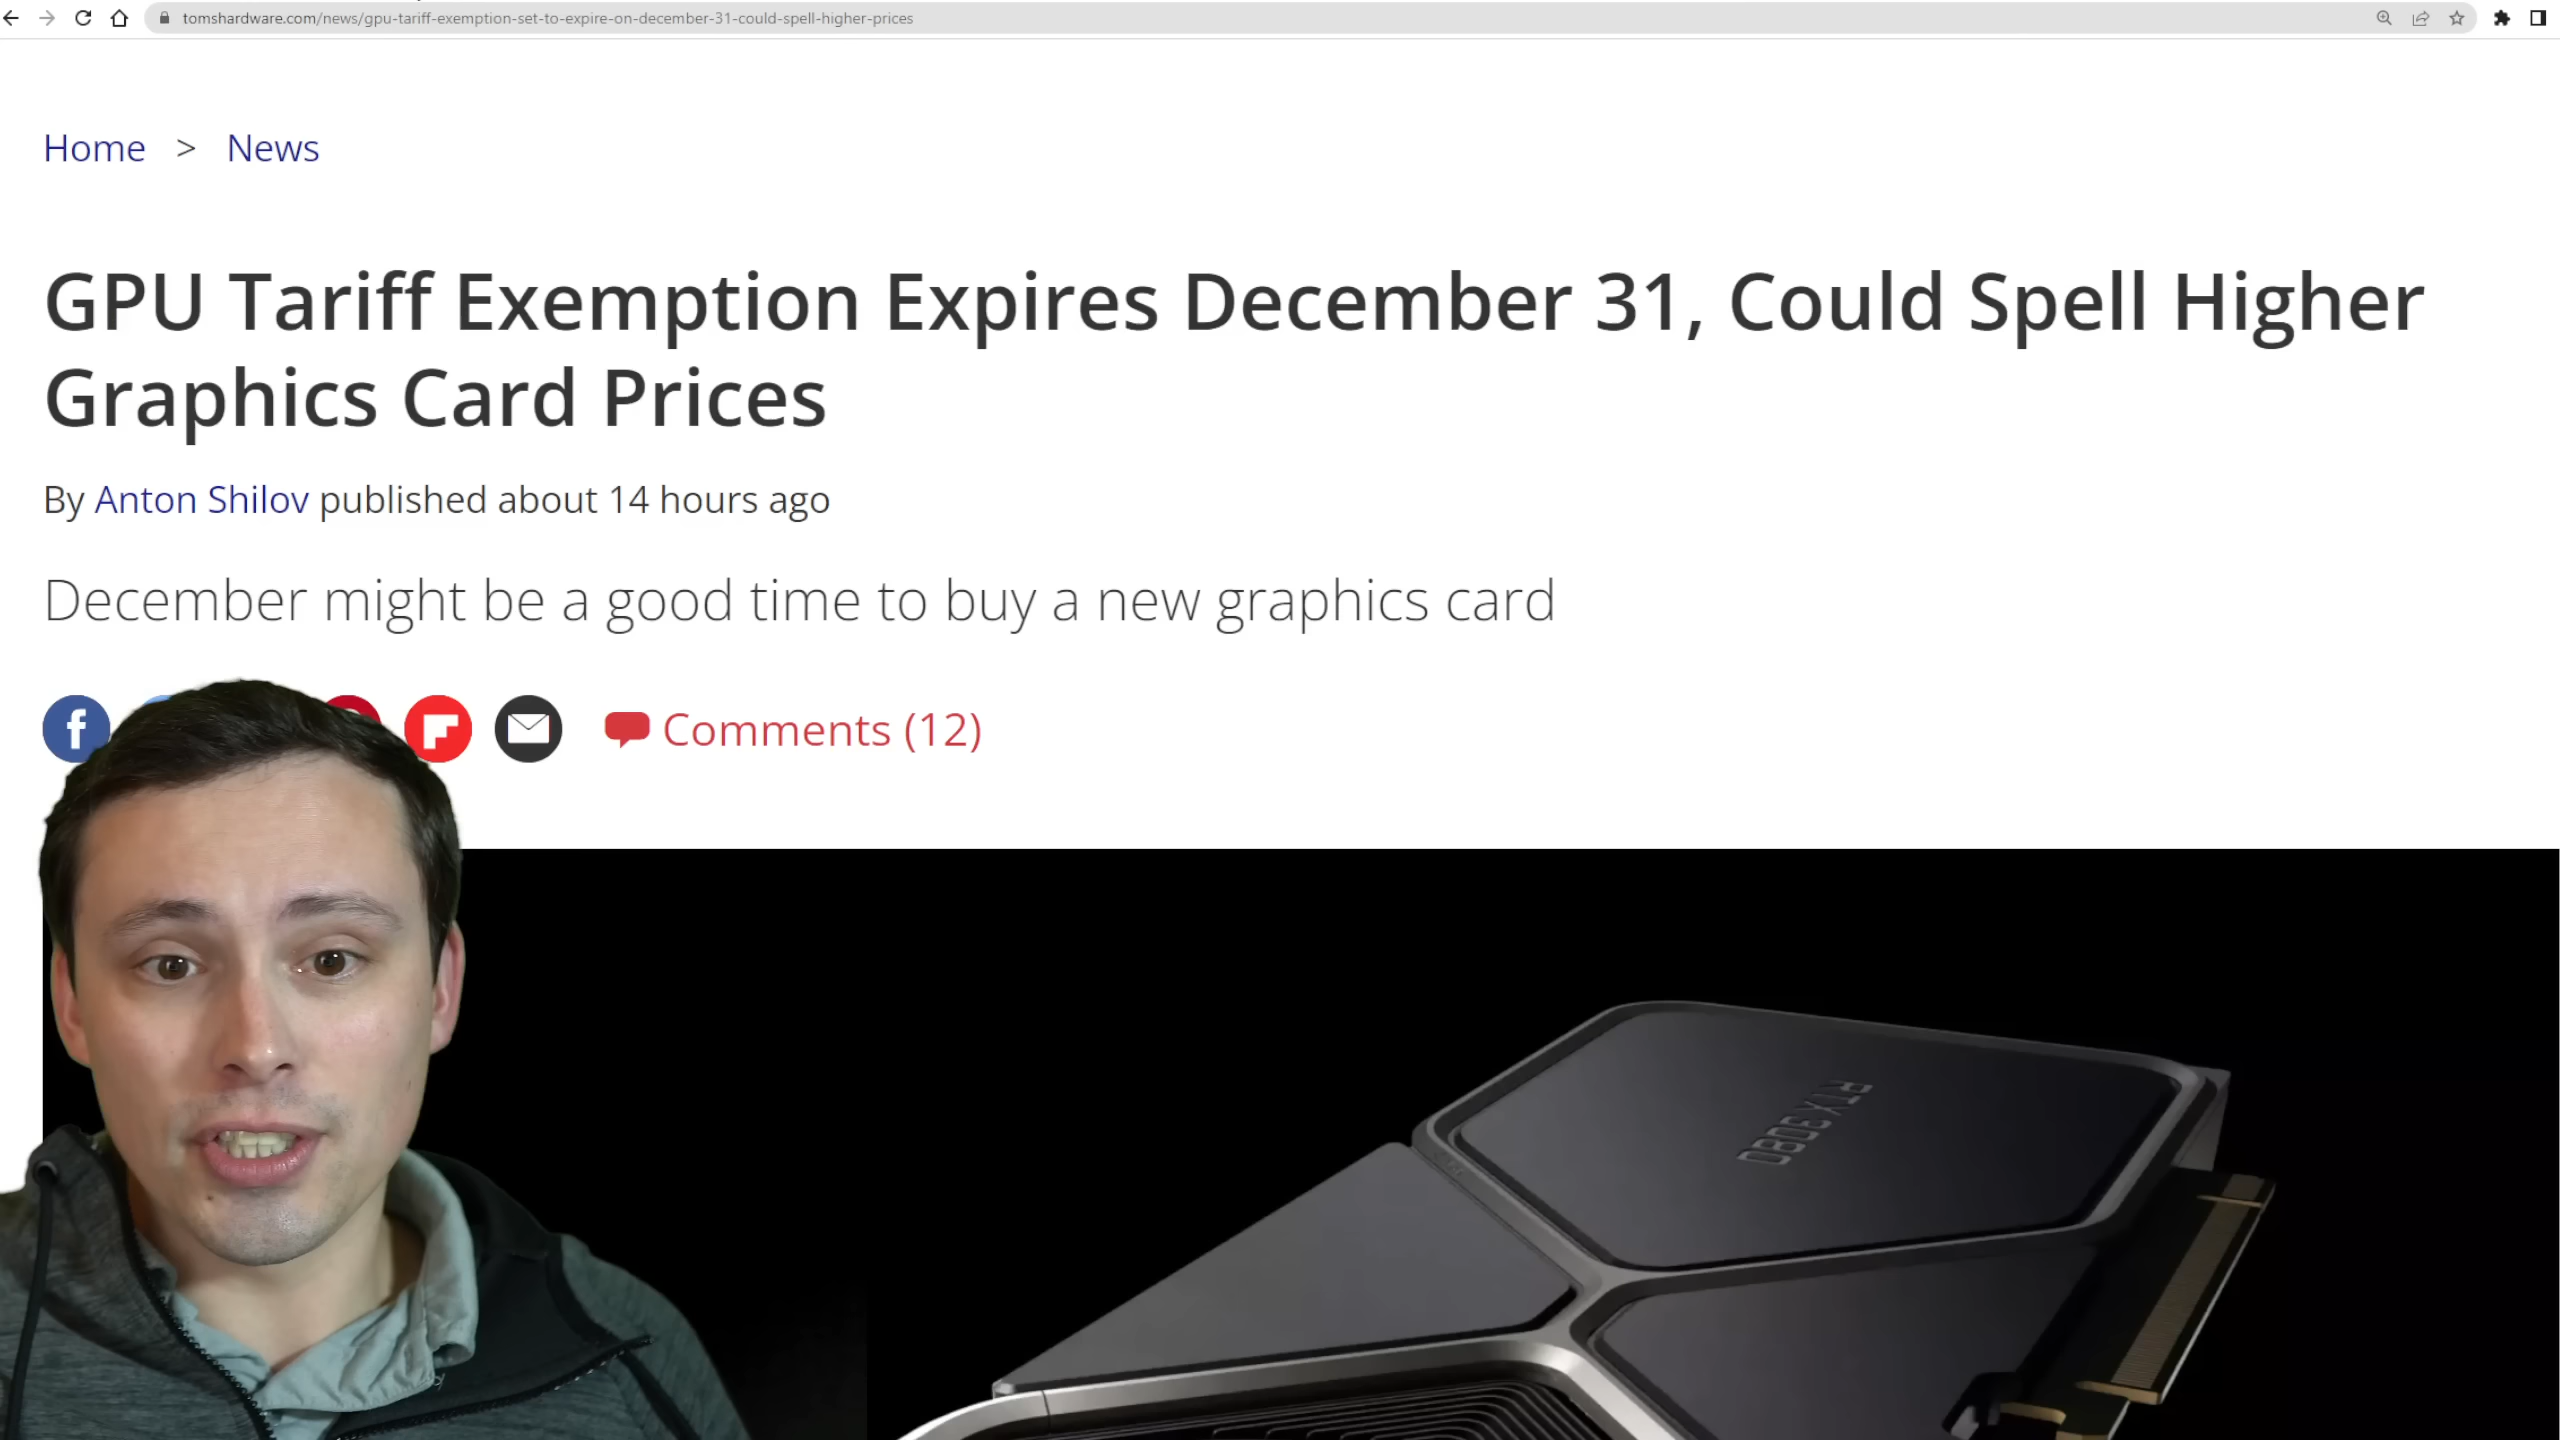 tomshardware.com/news/gpu-tariff-exemption-set-to-expire-on-december-31-could-spell-higher-prices
Home > News
GPU Tariff Exemption Expires December 31, Could Spell Higher
Graphics Card Prices
By Anton Shilov published about 14 hours ago
December might be a good time to buy a new graphics card
f
Comments (12)
RTX 3080